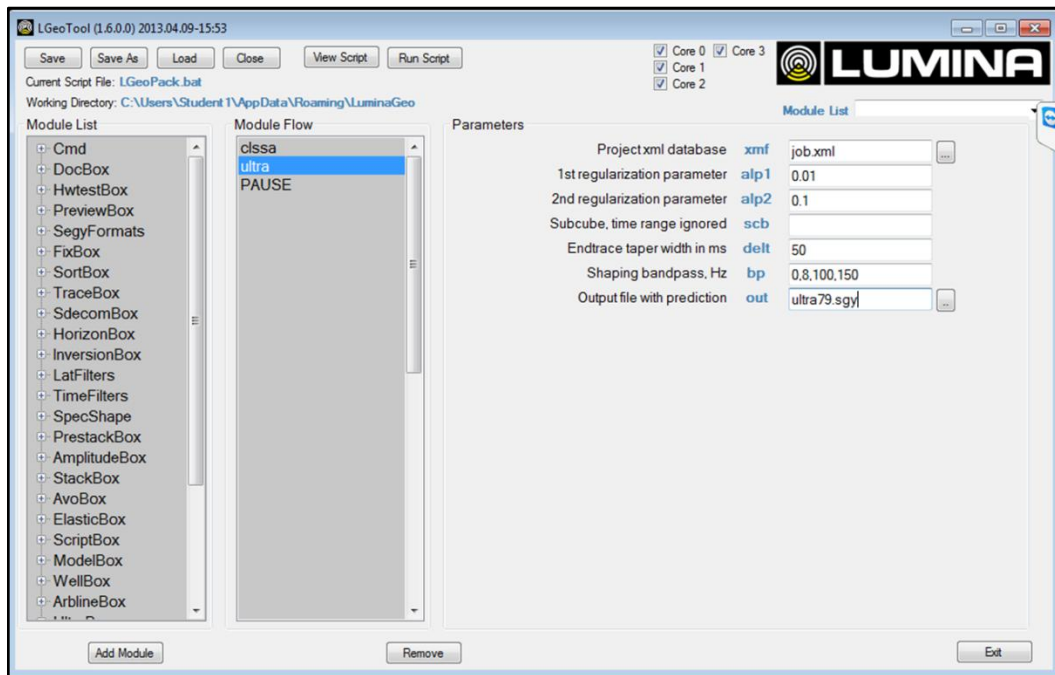 LGeoTool (1.6.0.0) 2013.04.09-15:53
Save Save As Load Close View Script Run Script
Core 0 Core 3
Core 1
Core 2
LUMINA
Current Script File: LGeoPack.bat
Working Directory: C:\Users\Student1\AppData\Roaming\LuminaGeo
Module List
Module List
Cmd
DocBox
HwtestBox
PreviewBox
SegyFormats
FixBox
SortBox
TraceBox
SdecomBox
HorizonBox
InversionBox
LatFilters
TimeFilters
SpecShape
PrestackBox
AmplitudeBox
StackBox
AvoBox
ElasticBox
ScriptBox
ModelBox
WellBox
ArblineBox
Module Flow
clssa
ultra
PAUSE
Parameters
Project xml database xmf job.xml ...
1st regularization parameter alp1 0.01
2nd regularization parameter alp2 0.1
Subcube, time range ignored scb
Endtrace taper width in ms delt 50
Shaping bandpass, Hz bp 0,8,100,150
Output file with prediction out ultra79.sgy ..
Add Module Remove Exit